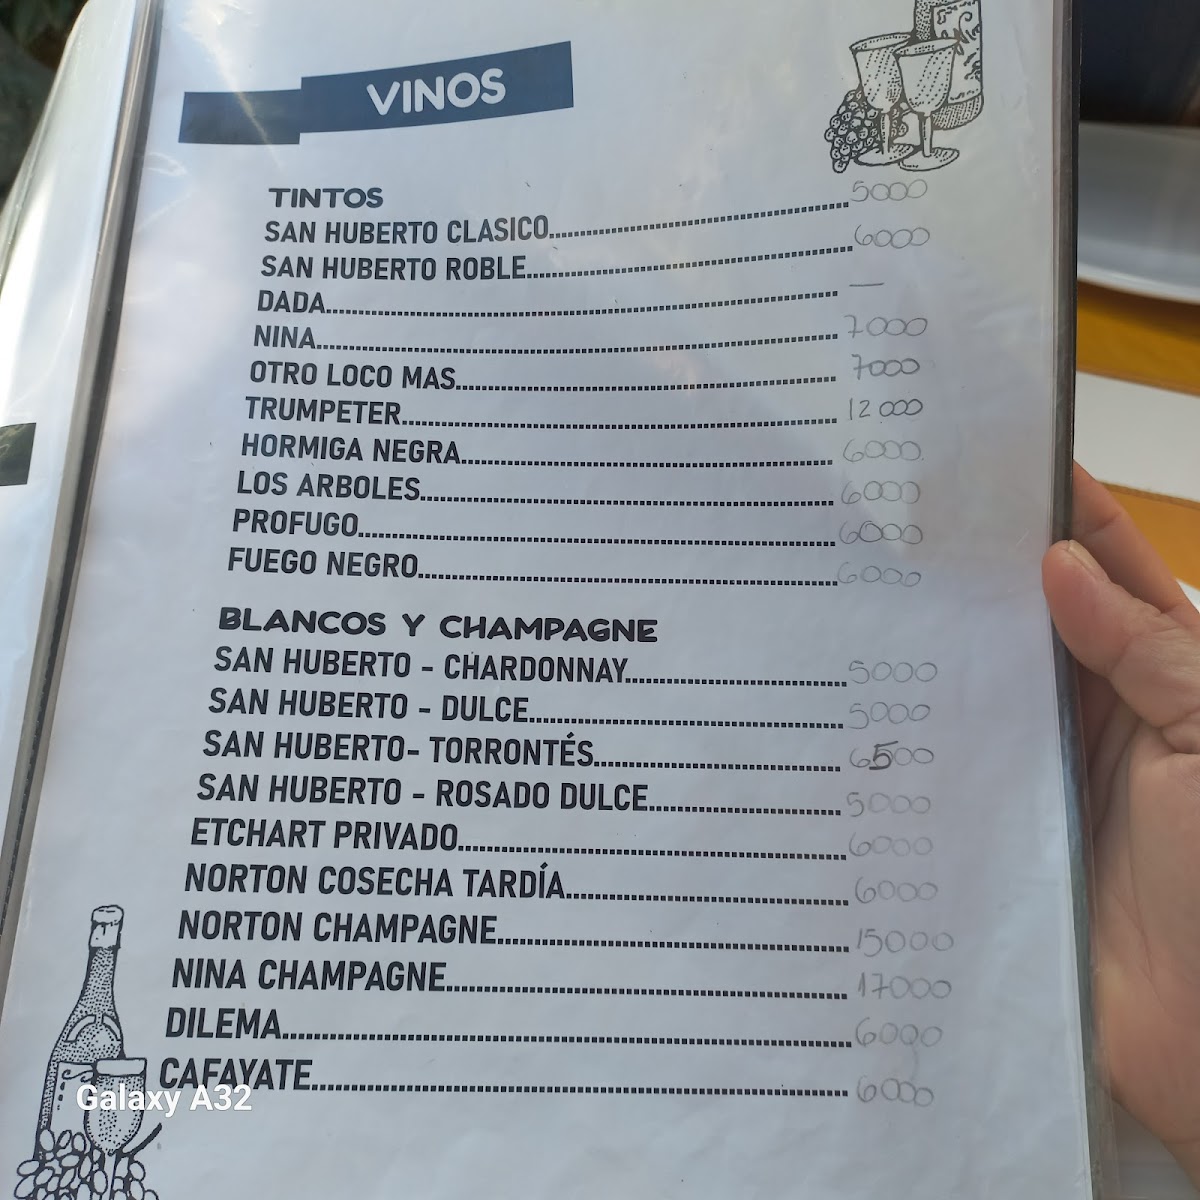 VINOS
TINTOS
SAN HUBERTO CLASICO 5000
SAN HUBERTO ROBLE 6000
DADA —
NINA 7000
OTRO LOCO MAS 7000
TRUMPETER 12000
HORMIGA NEGRA 6000
LOS ARBOLES 6000
PROFUGO 6000
FUEGO NEGRO 6000
BLANCOS Y CHAMPAGNE
SAN HUBERTO - CHARDONNAY 5000
SAN HUBERTO - DULCE 5000
SAN HUBERTO- TORRONTÉS 6500
SAN HUBERTO - ROSADO DULCE 5000
ETCHART PRIVADO 6000
NORTON COSECHA TARDÍA 6000
NORTON CHAMPAGNE 15000
NINA CHAMPAGNE 17000
DILEMA 6000
CAFAYATE 6000
Galaxy A32